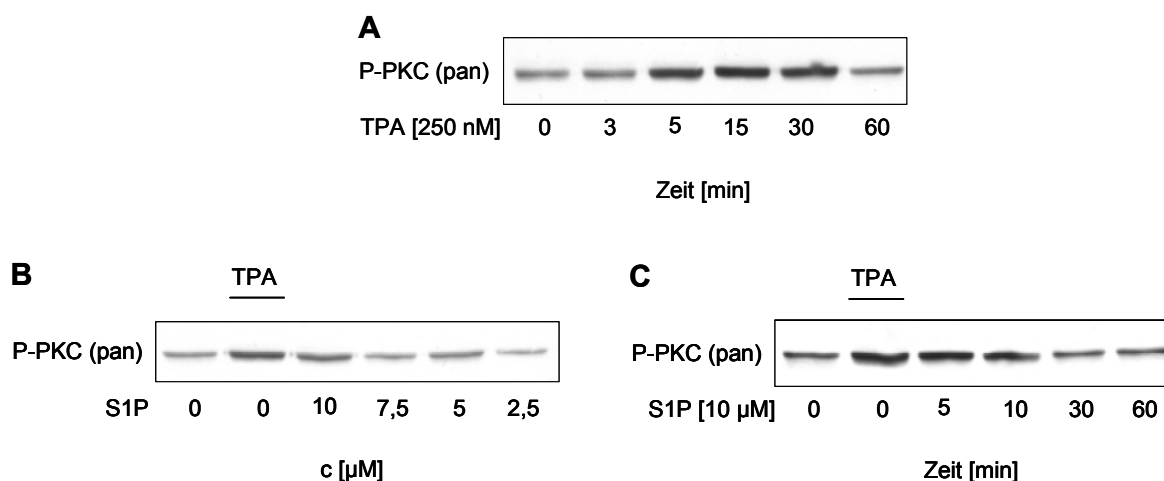 A
P-PKC (pan)
TPA [250 nM] 0 3 5 15 30 60
Zeit [min]
B
TPA
P-PKC (pan)
S1P 0 0 10 7,5 5 2,5
c [µM]
C
TPA
P-PKC (pan)
S1P [10 µM] 0 0 5 10 30 60
Zeit [min]